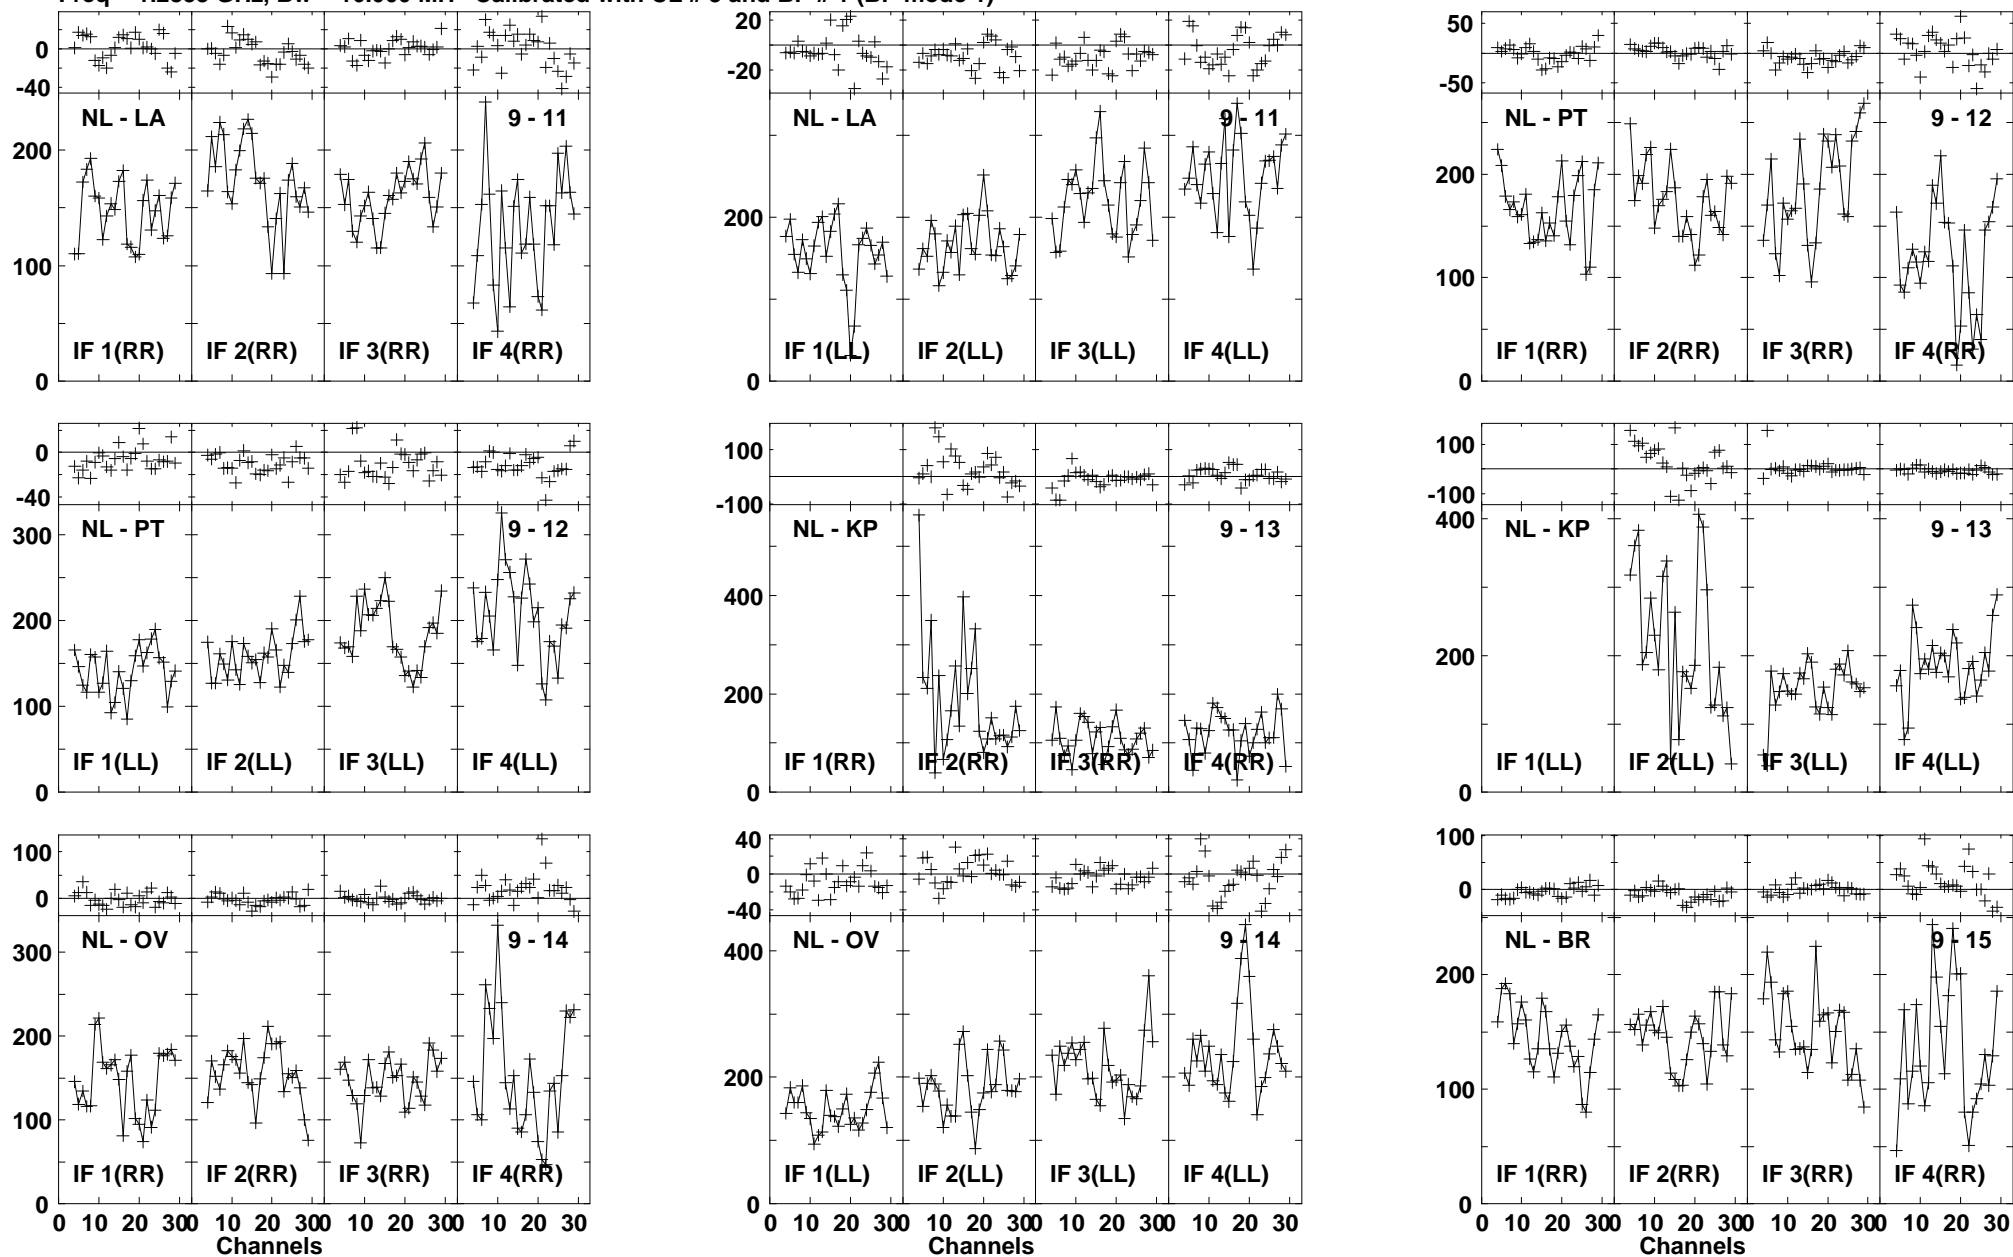 0
-40
20
-20
50
-50
NL - LA
9 - 11
NL - LA
9 - 11
NL - PT
9 - 12
200
100
0
200
0
200
100
0
IF 1(RR)
IF 2(RR)
IF 3(RR)
IF 4(RR)
IF 1(LL)
IF 2(LL)
IF 3(LL)
IF 4(LL)
IF 1(RR)
IF 2(RR)
IF 3(RR)
IF 4(RR)
0
-40
100
-100
100
-100
NL - PT
9 - 12
NL - KP
9 - 13
NL - KP
9 - 13
300
200
100
0
400
200
0
400
200
0
IF 1(LL)
IF 2(LL)
IF 3(LL)
IF 4(LL)
IF 1(RR)
IF 2(RR)
IF 3(RR)
IF 4(RR)
IF 1(LL)
IF 2(LL)
IF 3(LL)
IF 4(LL)
100
0
40
0
-40
100
0
NL - OV
9 - 14
NL - OV
9 - 14
NL - BR
9 - 15
300
200
100
0
400
200
0
200
100
0
IF 1(RR)
IF 2(RR)
IF 3(RR)
IF 4(RR)
IF 1(LL)
IF 2(LL)
IF 3(LL)
IF 4(LL)
IF 1(RR)
IF 2(RR)
IF 3(RR)
IF 4(RR)
0 10 20 30 0 10 20 30 0 10 20 30 0 10 20 30
0 10 20 30 0 10 20 30 0 10 20 30 0 10 20 30
0 10 20 30 0 10 20 30 0 10 20 30 0 10 20 30
Channels
Channels
Channels